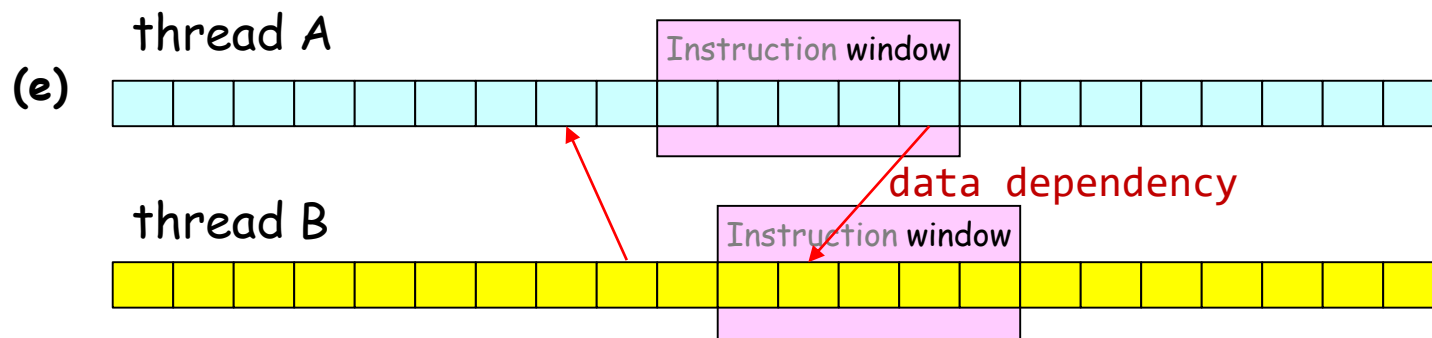 thread A
Instruction window
(e)
data dependency
thread B
Instruction window